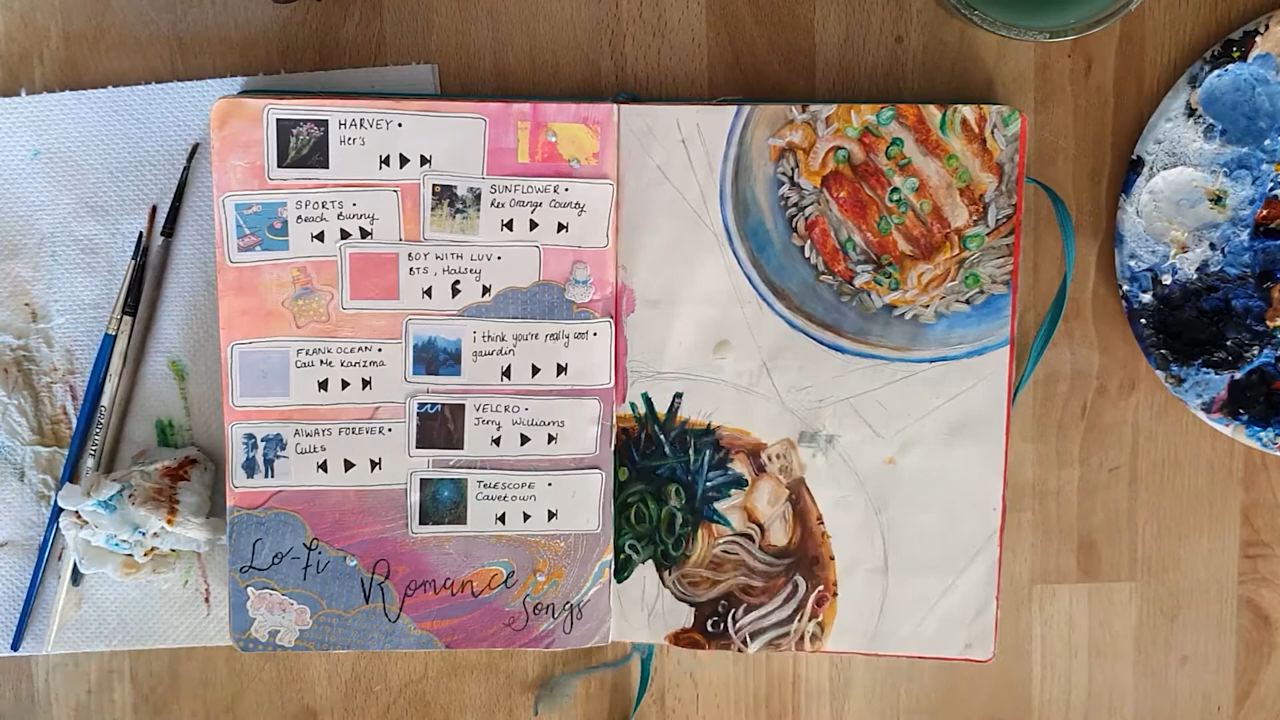 HARVEY •
Her's
SUNFLOWER •
Rex Orange County
SPORTS •
Beach Bunny
BOY WITH LUV •
BTS, Halsey
i think you're really cool •
gaurdin
FRANK OCEAN •
Call Me Karizma
VELCRO •
Jerry Williams
AlWAYS FOREVER •
Cults
TELESCOPE •
Cavetown
Lo-Fi
Romance
Songs
GRADUATE